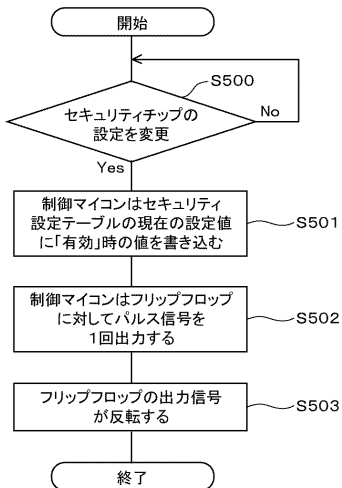 開始
S500
セキュリティチップの
設定を変更
No
Yes
制御マイコンはセキュリティ
設定テーブルの現在の設定値
に「有効」時の値を書き込む
S501
制御マイコンはフリップフロップ
に対してパルス信号を
1回出力する
S502
フリップフロップの出力信号
が反転する
S503
終了